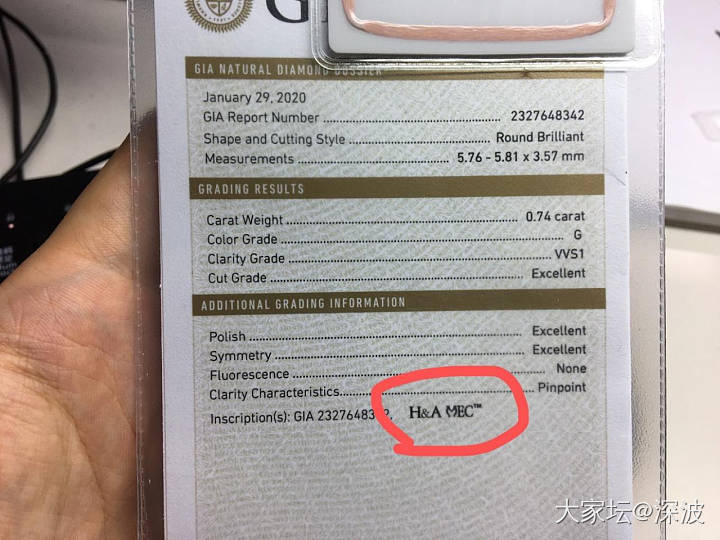 GIA NATURAL DIAMOND DOSSIER
January 29, 2020
GIA Report Number 2327648342
Shape and Cutting Style Round Brilliant
Measurements 5.76 - 5.81 x 3.57 mm
GRADING RESULTS
Carat Weight 0.74 carat
Color Grade G
Clarity Grade VVS1
Cut Grade Excellent
ADDITIONAL GRADING INFORMATION
Polish Excellent
Symmetry Excellent
Fluorescence None
Clarity Characteristics Pinpoint
Inscription(s): GIA 2327648342, H&A MEC™
大家坛@深波